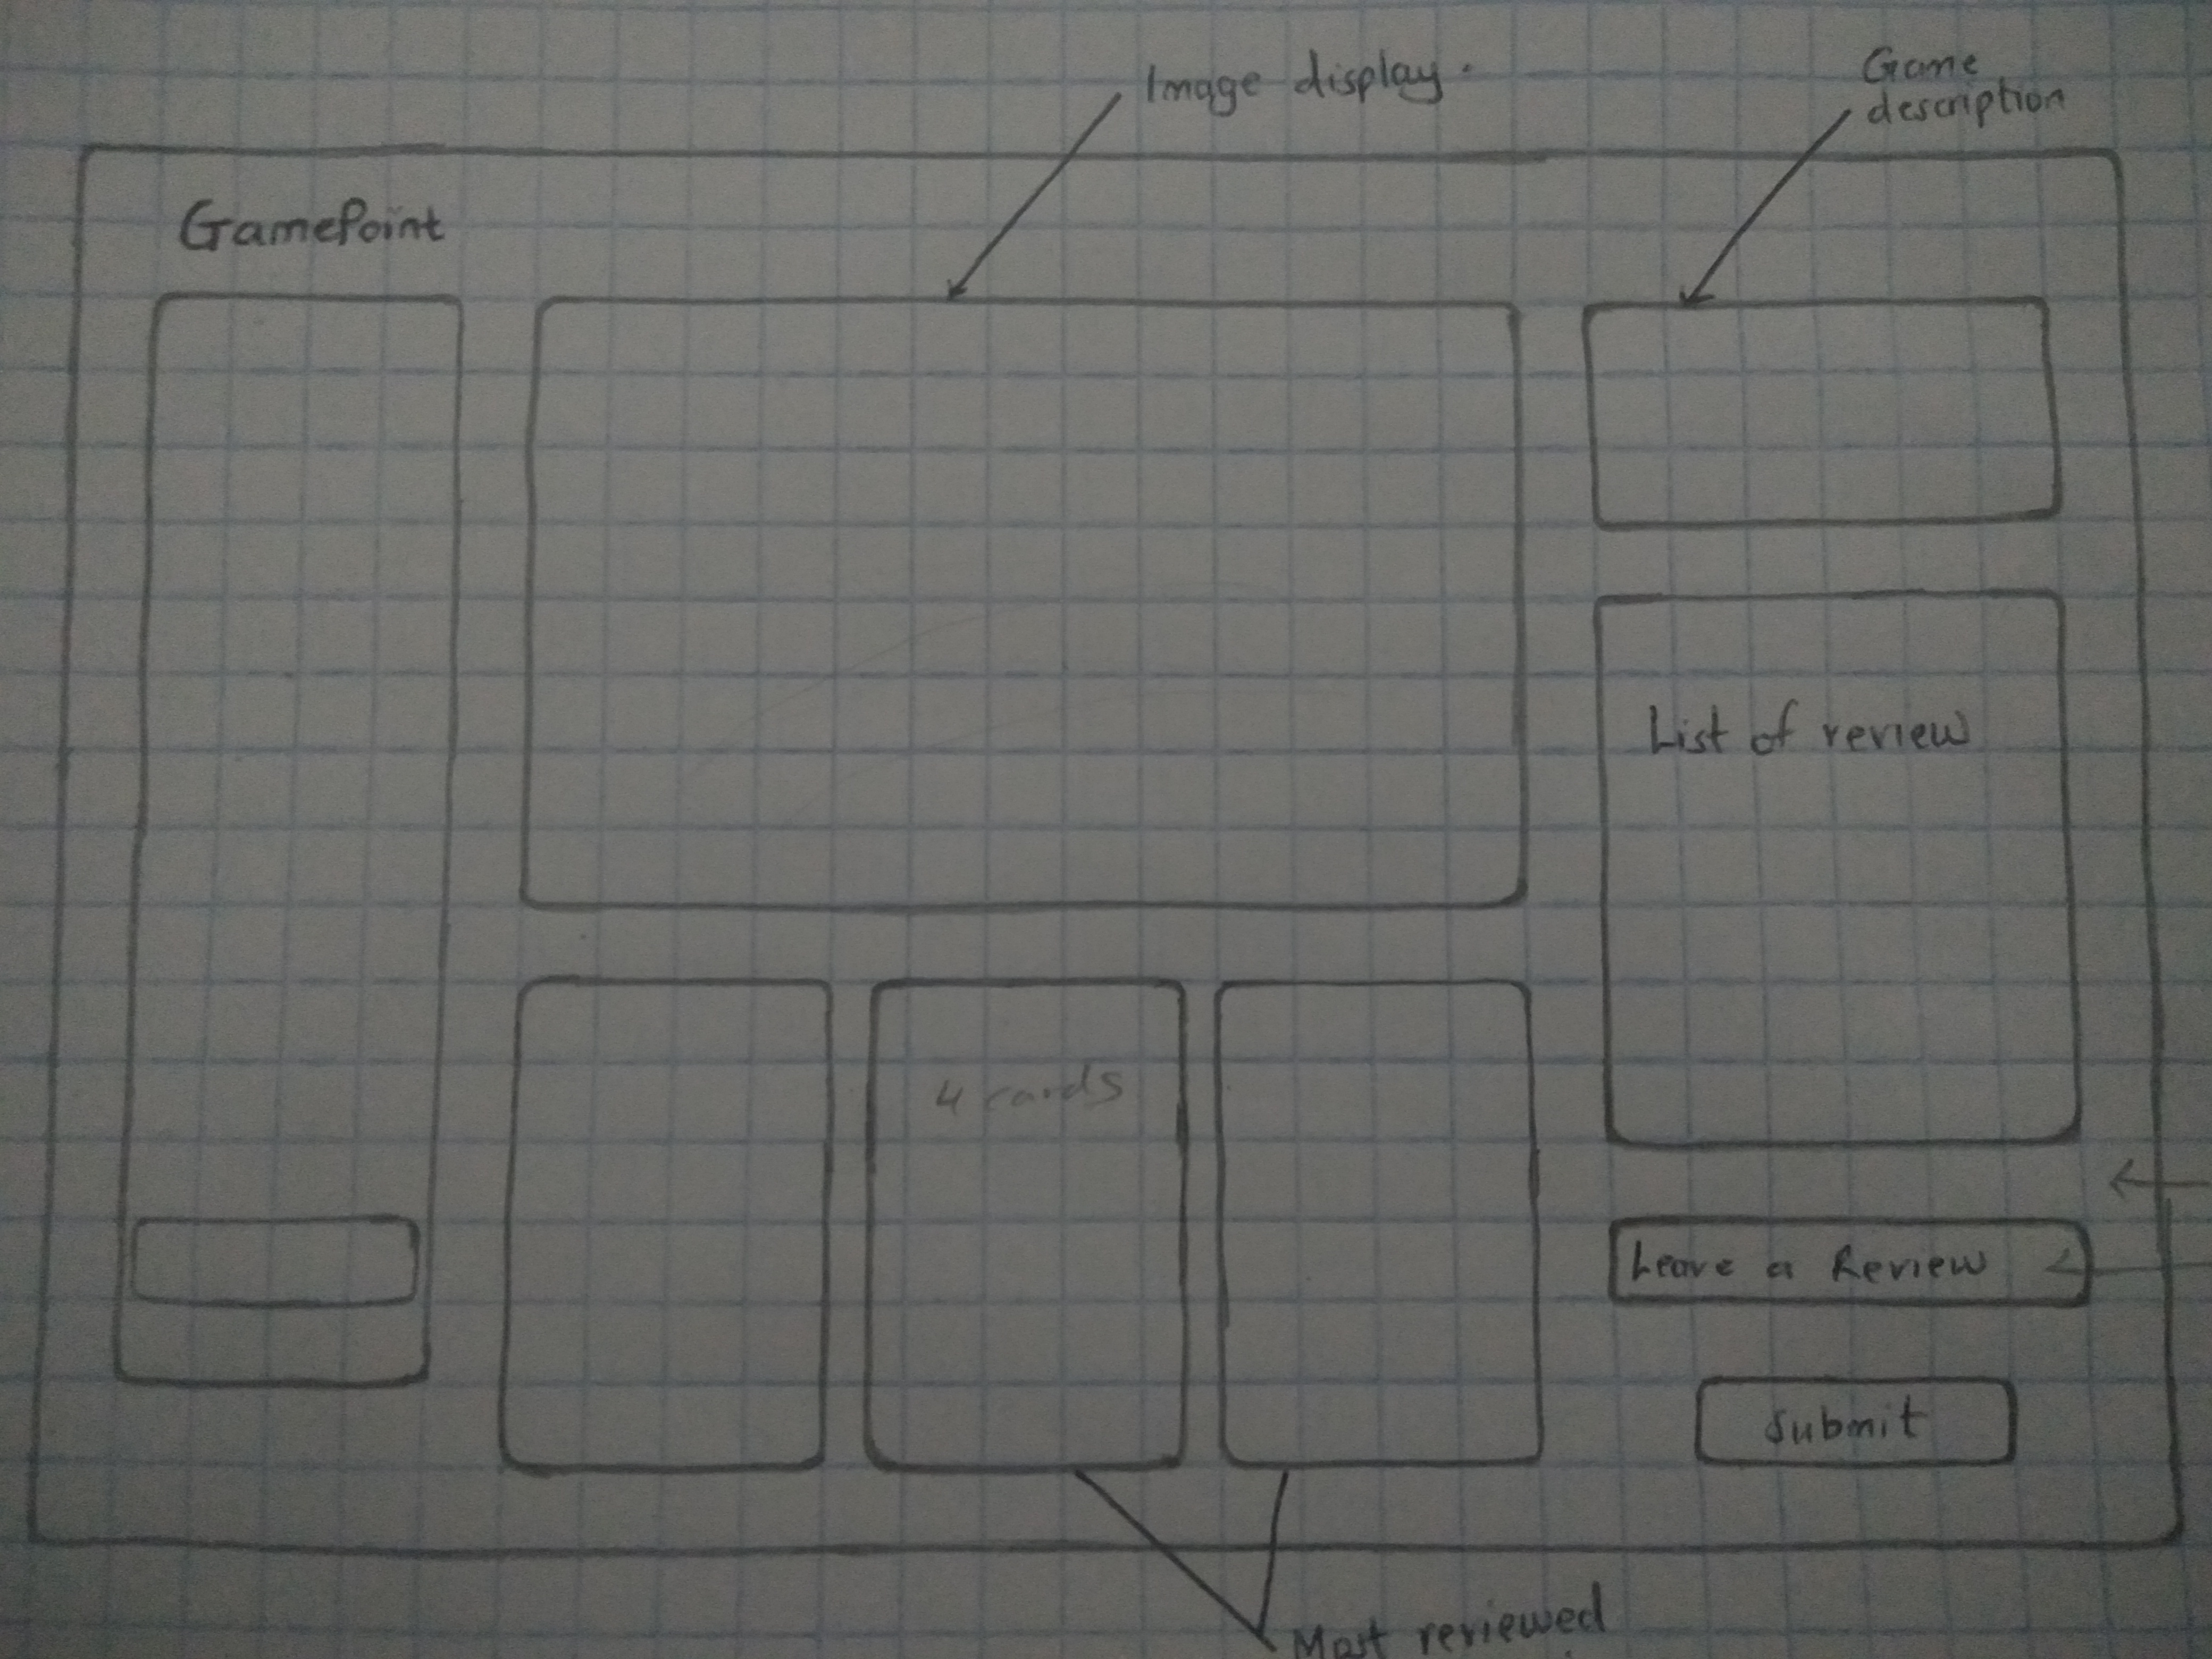 Image display.
Game
description
GamePoint
List of review
4 cards
Leave a Review
Submit
Most reviewed